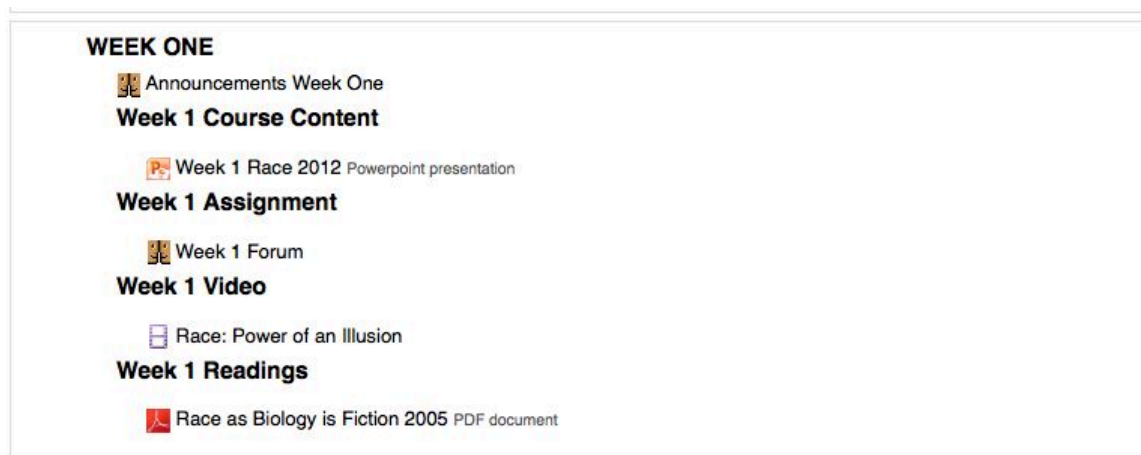 WEEK ONE
Announcements Week One
Week 1 Course Content
Week 1 Race 2012 Powerpoint presentation
Week 1 Assignment
Week 1 Forum
Week 1 Video
Race: Power of an Illusion
Week 1 Readings
Race as Biology is Fiction 2005 PDF document